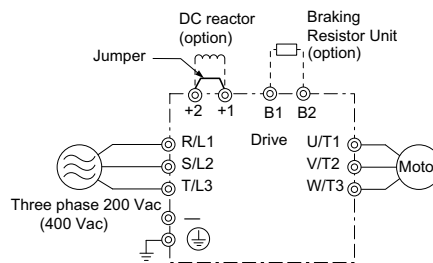 DC reactor
(option)
Braking
Resistor Unit
(option)
Jumper
+2
+1
B1
B2
Drive
R/L1
S/L2
T/L3
U/T1
V/T2
W/T3
Moto
Three phase 200 Vac
(400 Vac)
—